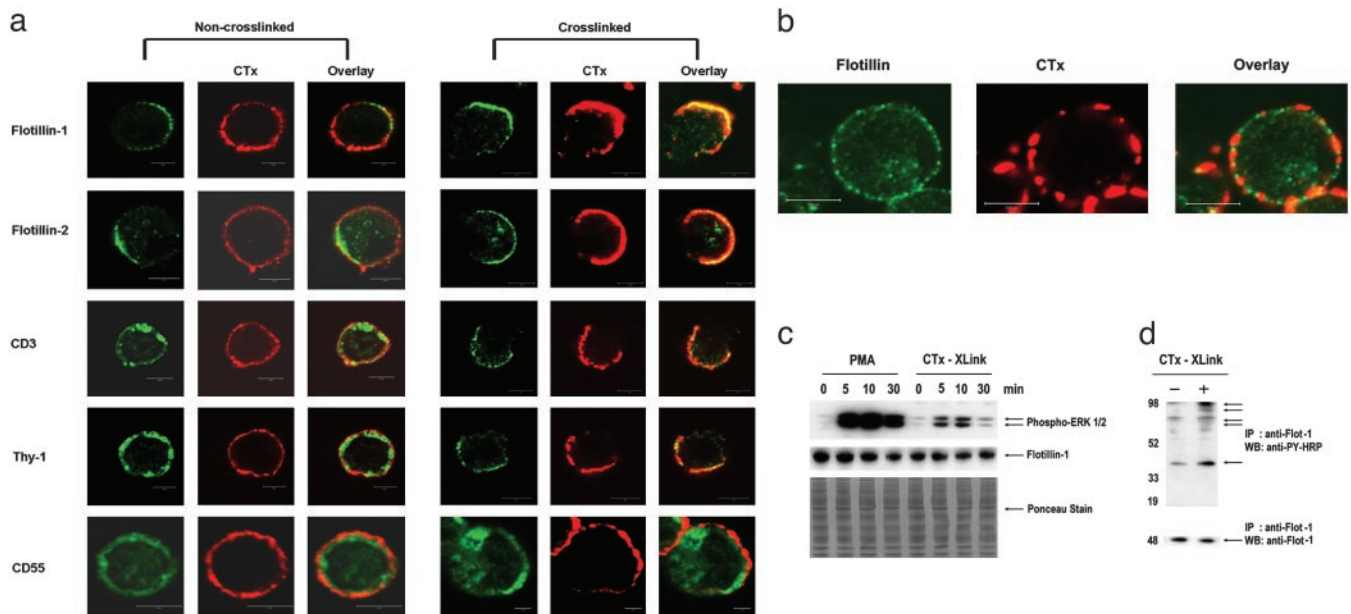 a
Non-crosslinked
Crosslinked
CTx
Overlay
CTx
Overlay
Flotillin-1
Flotillin-2
CD3
Thy-1
CD55
b
Flotillin
CTx
Overlay
c
PMA
CTx - XLink
0 5 10 30 0 5 10 30 min
Phospho-ERK 1/2
Flotillin-1
Ponceau Stain
d
CTx - XLink
− +
98
52
33
19
IP : anti-Flot-1
WB: anti-PY-HRP
48
IP : anti-Flot-1
WB: anti-Flot-1